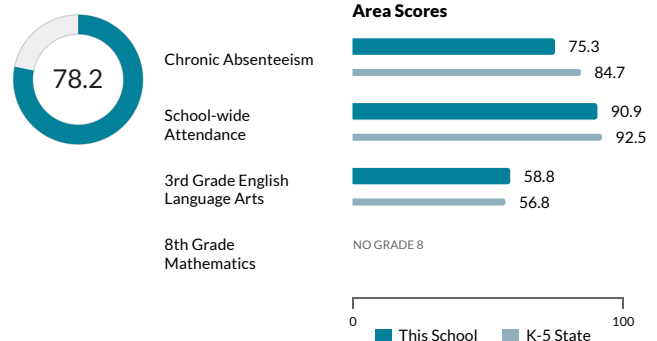 Area Scores
78.2
Chronic Absenteeism
75.3
84.7
School-wide
Attendance
90.9
92.5
3rd Grade English
Language Arts
58.8
56.8
8th Grade
Mathematics
NO GRADE 8
0
100
This School
K-5 State